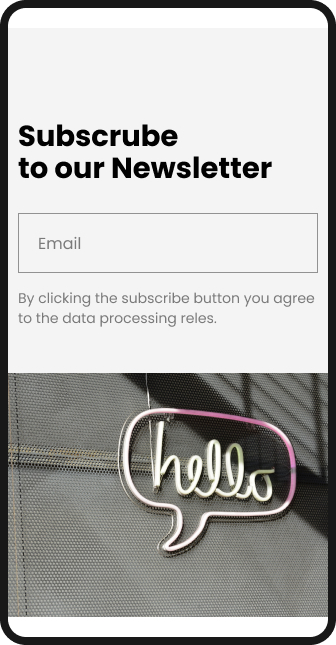 Subscrube
to our Newsletter
Email
By clicking the subscribe button you agree
to the data processing reles.
hello